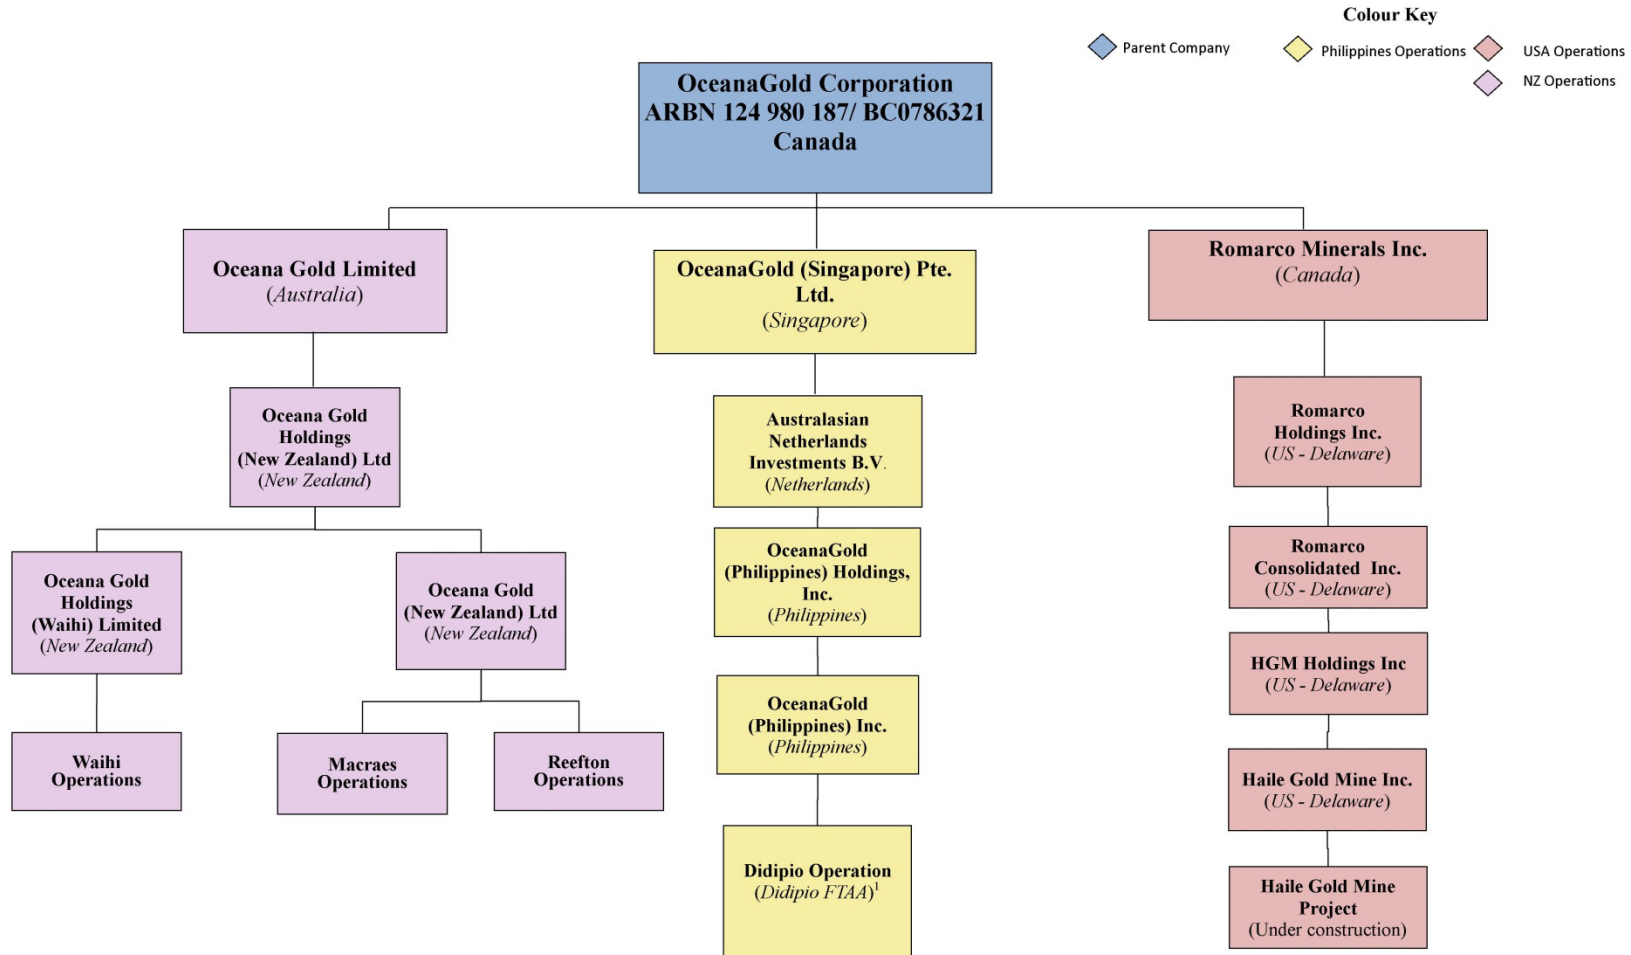 Colour Key
Parent Company
Philippines Operations
USA Operations
NZ Operations
OceanaGold Corporation
ARBN 124 980 187/ BC0786321
Canada
Oceana Gold Limited
(Australia)
OceanaGold (Singapore) Pte.
Ltd.
(Singapore)
Romarco Minerals Inc.
(Canada)
Oceana Gold
Holdings
(New Zealand) Ltd
(New Zealand)
Australasian
Netherlands
Investments B.V.
(Netherlands)
Romarco
Holdings Inc.
(US - Delaware)
Oceana Gold
Holdings
(Waihi) Limited
(New Zealand)
Oceana Gold
(New Zealand) Ltd
(New Zealand)
OceanaGold
(Philippines) Holdings,
Inc.
(Philippines)
Romarco
Consolidated Inc.
(US - Delaware)
HGM Holdings Inc
(US - Delaware)
Waihi
Operations
Macraes
Operations
Reefton
Operations
OceanaGold
(Philippines) Inc.
(Philippines)
Haile Gold Mine Inc.
(US - Delaware)
Didipio Operation
(Didipio FTAA)¹
Haile Gold Mine
Project
(Under construction)